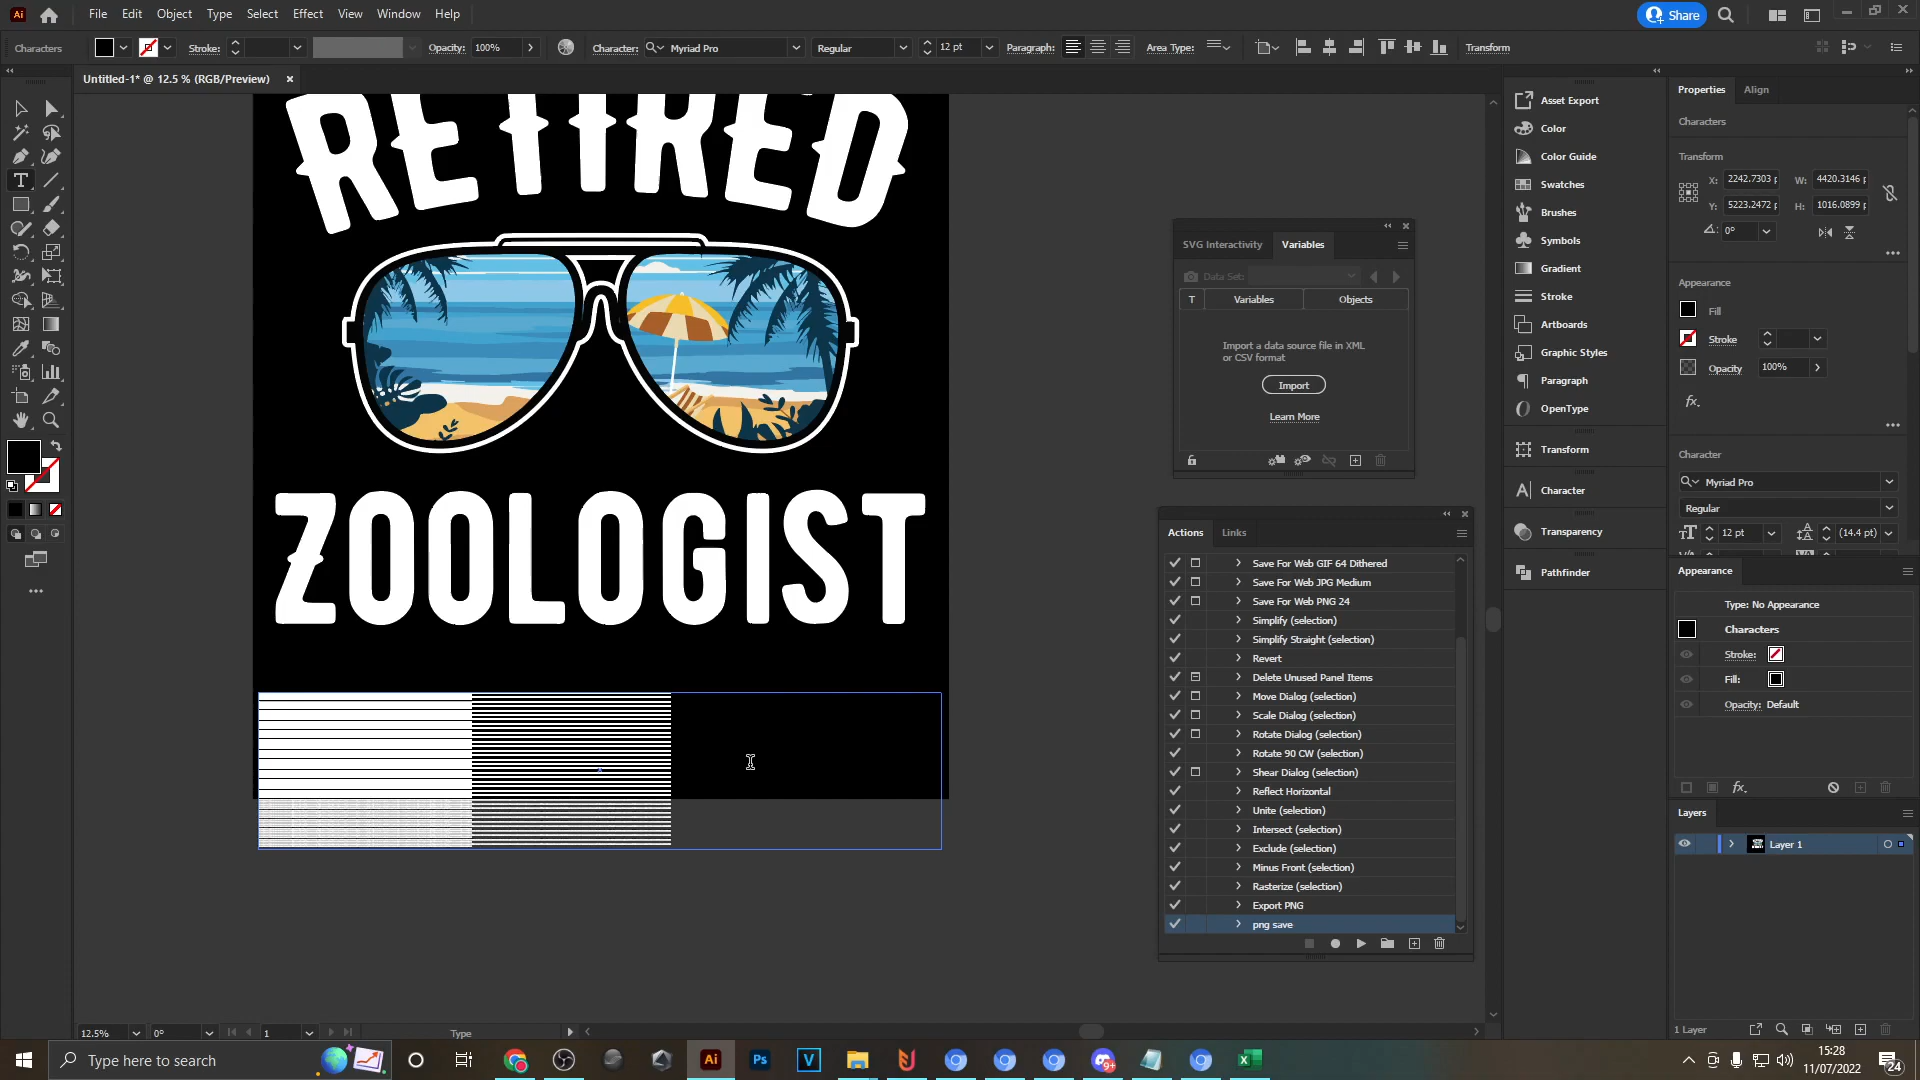 Ai
File Edit Object Type Select Effect View Window Help
Share
Characters
Stroke:
Opacity: 100%
Character: Myriad Pro
Regular
12 pt
Paragraph:
Area Type:
Transform
Untitled-1* @ 12.5 % (RGB/Preview) ×
RETIRED
ZOOLOGIST
SVG Interactivity Variables
Data Set:
T Variables Objects
Import a data source file in XML
or CSV format
Import
Learn More
Actions Links
Save For Web GIF 64 Dithered
Save For Web JPG Medium
Save For Web PNG 24
Simplify (selection)
Simplify Straight (selection)
Revert
Delete Unused Panel Items
Move Dialog (selection)
Scale Dialog (selection)
Rotate Dialog (selection)
Rotate 90 CW (selection)
Shear Dialog (selection)
Reflect Horizontal
Unite (selection)
Intersect (selection)
Exclude (selection)
Minus Front (selection)
Rasterize (selection)
Export PNG
png save
Asset Export
Color
Color Guide
Swatches
Brushes
Symbols
Gradient
Stroke
Artboards
Graphic Styles
Paragraph
OpenType
Transform
Character
Transparency
Pathfinder
Properties Align
Characters
Transform
X: 2242.7303 p W: 4420.3146 p
Y: 5223.2472 p H: 1016.0899 p
0°
Appearance
Fill
Stroke
Opacity 100%
fx.
Character
Myriad Pro
Regular
12 pt (14.4 pt)
Appearance
Type: No Appearance
Characters
Stroke:
Fill:
Opacity: Default
fx.
Layers
Layer 1
1 Layer
12.5% 0° 1 Type
Type here to search
Ai Ps V 9+
15:28
11/07/2022
24